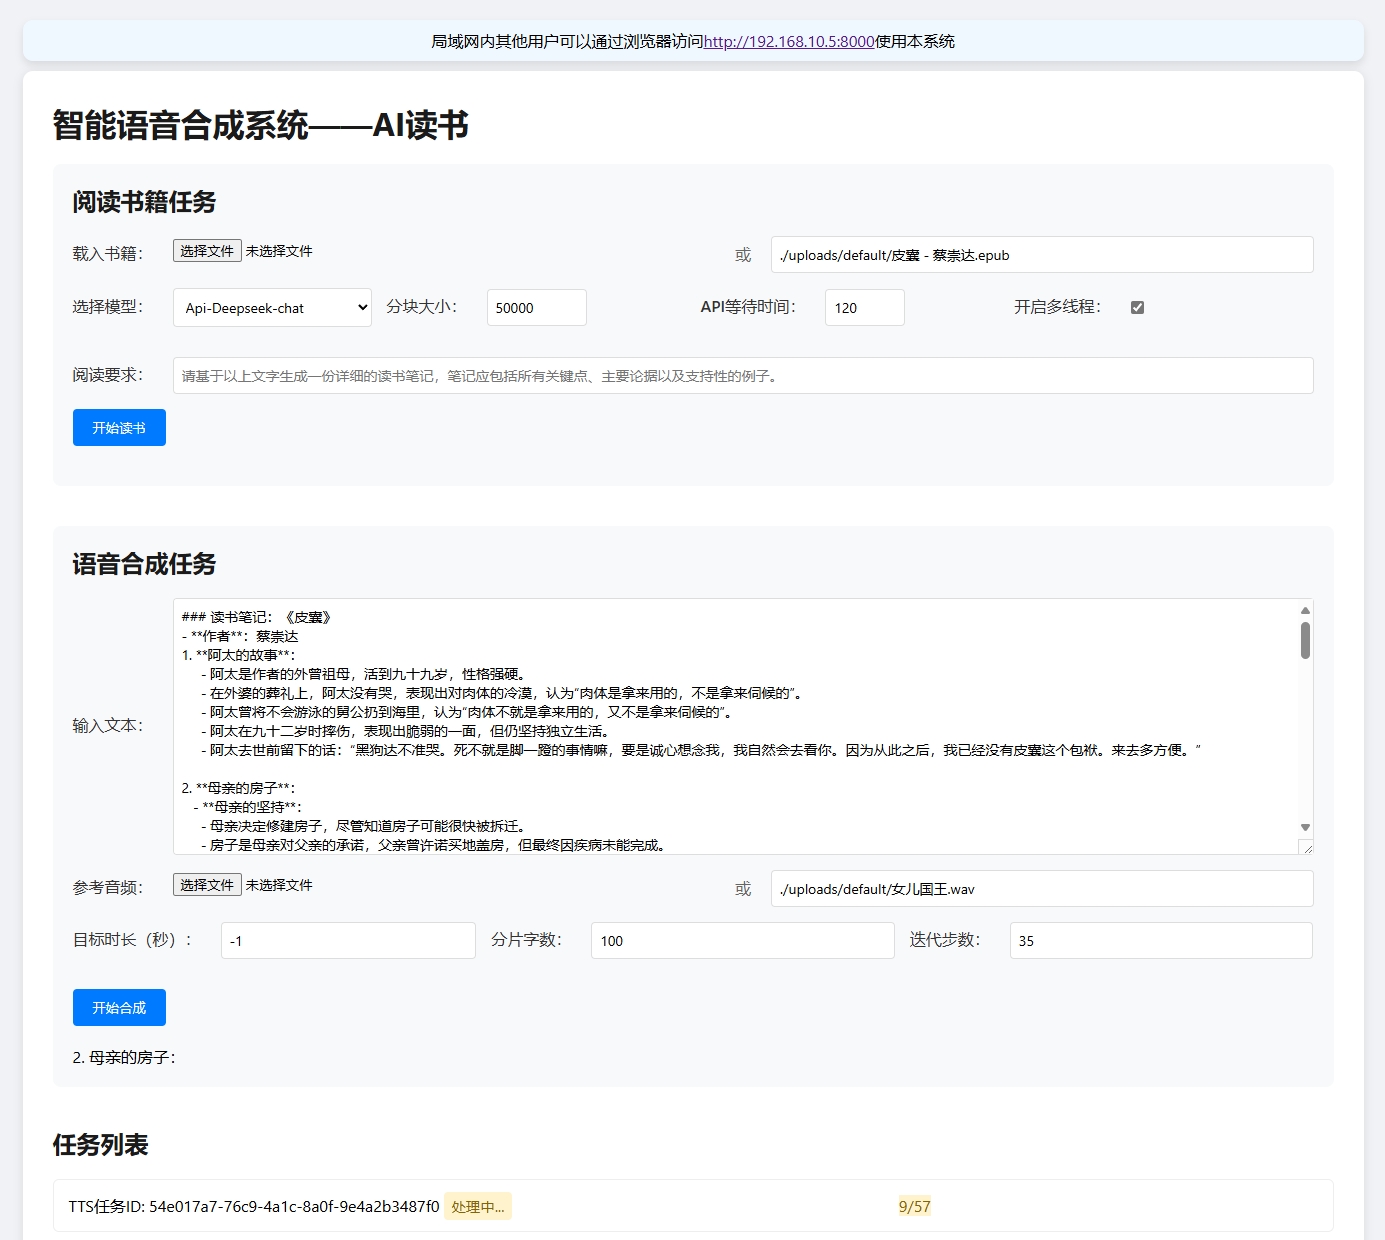 局域网内其他用户可以通过浏览器访问http://192.168.10.5:8000使用本系统
智能语音合成系统——AI读书
阅读书籍任务
载入书籍： 选择文件 未选择文件 或 ./uploads/default/皮囊 - 蔡崇达.epub
选择模型： Api-Deepseek-chat 分块大小： 50000 API等待时间： 120 开启多线程：
阅读要求： 请基于以上文字生成一份详细的读书笔记，笔记应包括所有关键点、主要论据以及支持性的例子。
开始读书
语音合成任务
输入文本：
### 读书笔记：《皮囊》
- **作者**：蔡崇达
1. **阿太的故事**：
- 阿太是作者的外曾祖母，活到九十九岁，性格强硬。
- 在外婆的葬礼上，阿太没有哭，表现出对肉体的冷漠，认为“肉体是拿来用的，不是拿来伺候的”。
- 阿太曾将不会游泳的舅公扔到海里，认为“肉体不就是拿来用的，又不是拿来伺候的”。
- 阿太在九十二岁时摔伤，表现出脆弱的一面，但仍坚持独立生活。
- 阿太去世前留下的话：“黑狗达不准哭。死不就是脚一蹬的事情嘛，要是诚心想念我，我自然会去看你。因为从此之后，我已经没有皮囊这个包袱。来去多方便。”
2. **母亲的房子**：
- **母亲的坚持**：
- 母亲决定修建房子，尽管知道房子可能很快被拆迁。
- 房子是母亲对父亲的承诺，父亲曾许诺买地盖房，但最终因疾病未能完成。
参考音频： 选择文件 未选择文件 或 ./uploads/default/女儿国王.wav
目标时长（秒）： -1 分片字数： 100 迭代步数： 35
开始合成
2. 母亲的房子：
任务列表
TTS任务ID: 54e017a7-76c9-4a1c-8a0f-9e4a2b3487f0 处理中... 9/57